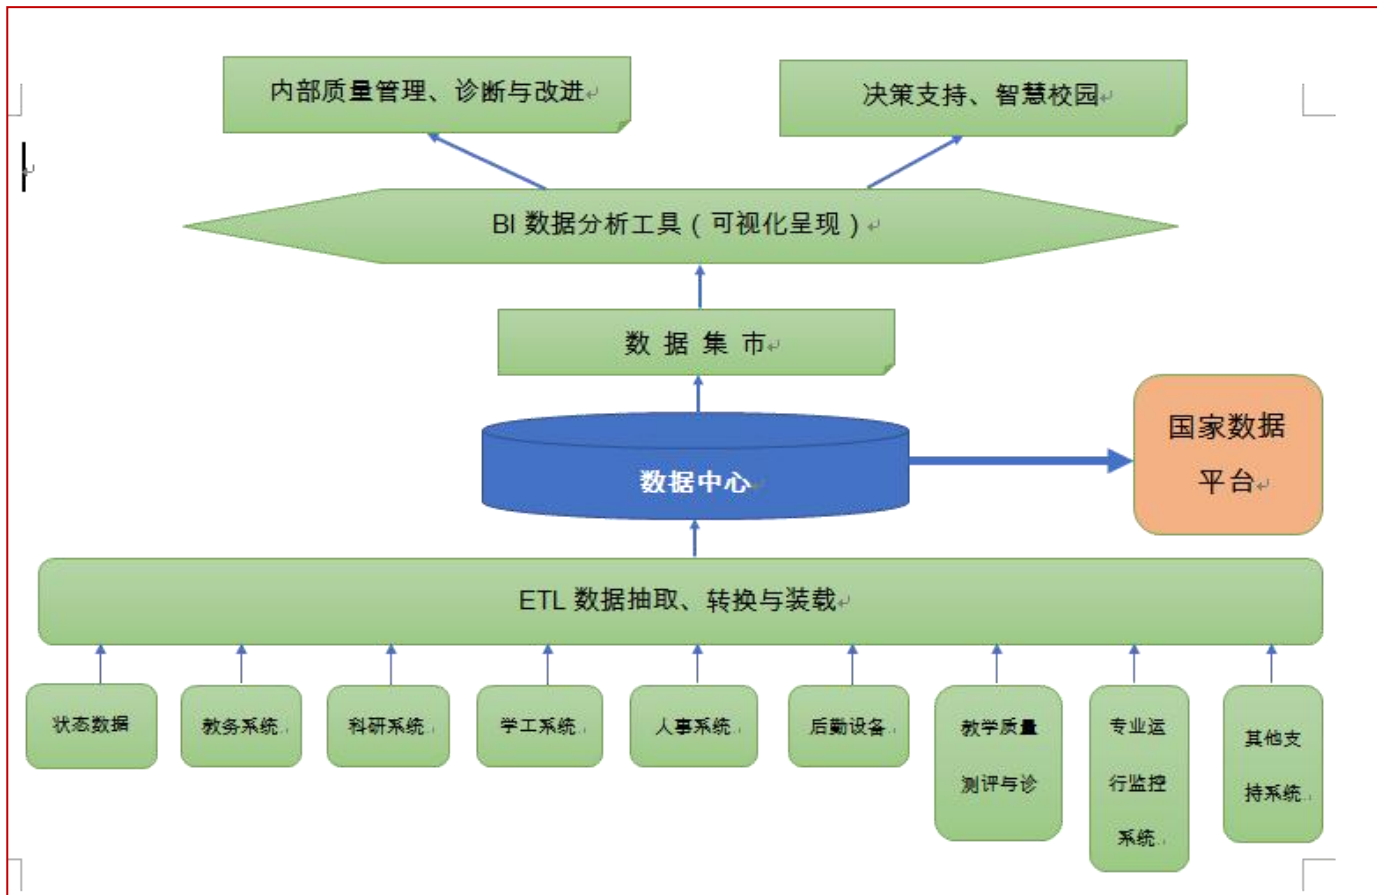 内部质量管理、诊断与改进
决策支持、智慧校园
BI 数据分析工具（可视化呈现）
数 据 集 市
数据中心
国家数据
平台
ETL 数据抽取、转换与装载
状态数据
教务系统
科研系统
学工系统
人事系统
后勤设备
教学质量
测评与诊
专业运
行监控
系统
其他支
持系统